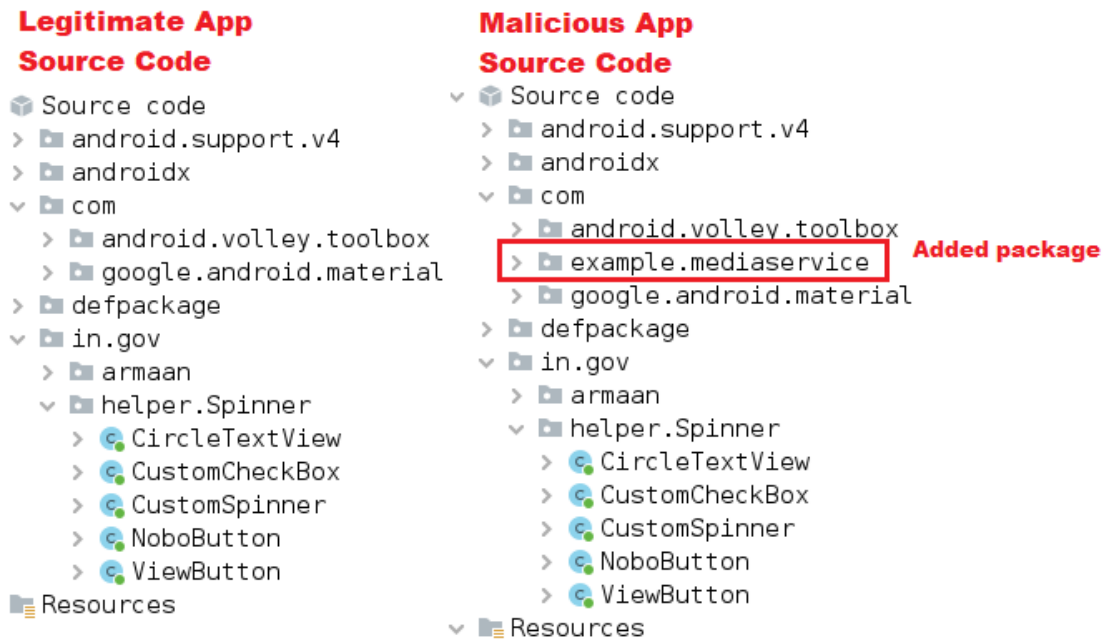 Legitimate App
Source Code
Source code
android.support.v4
androidx
com
android.volley.toolbox
google.android.material
defpackage
in.gov
armaan
helper.Spinner
CircleTextView
CustomCheckBox
CustomSpinner
NoboButton
ViewButton
Resources
Malicious App
Source Code
Source code
android.support.v4
androidx
com
android.volley.toolbox
example.mediaservice
Added package
google.android.material
defpackage
in.gov
armaan
helper.Spinner
CircleTextView
CustomCheckBox
CustomSpinner
NoboButton
ViewButton
Resources